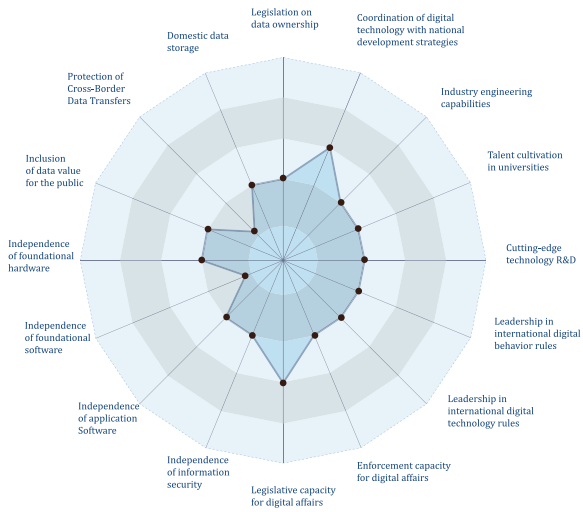 Legislation on
data ownership
Coordination of digital
technology with national
development strategies
Industry engineering
capabilities
Talent cultivation
in universities
Cutting-edge
technology R&D
Leadership in
international digital
behavior rules
Leadership in
international digital
technology rules
Enforcement capacity
for digital affairs
Legislative capacity
for digital affairs
Independence
of information
security
Independence
of application
Software
Independence
of foundational
software
Independence
of foundational
hardware
Inclusion
of data value
for the public
Protection of
Cross-Border
Data Transfers
Domestic data
storage